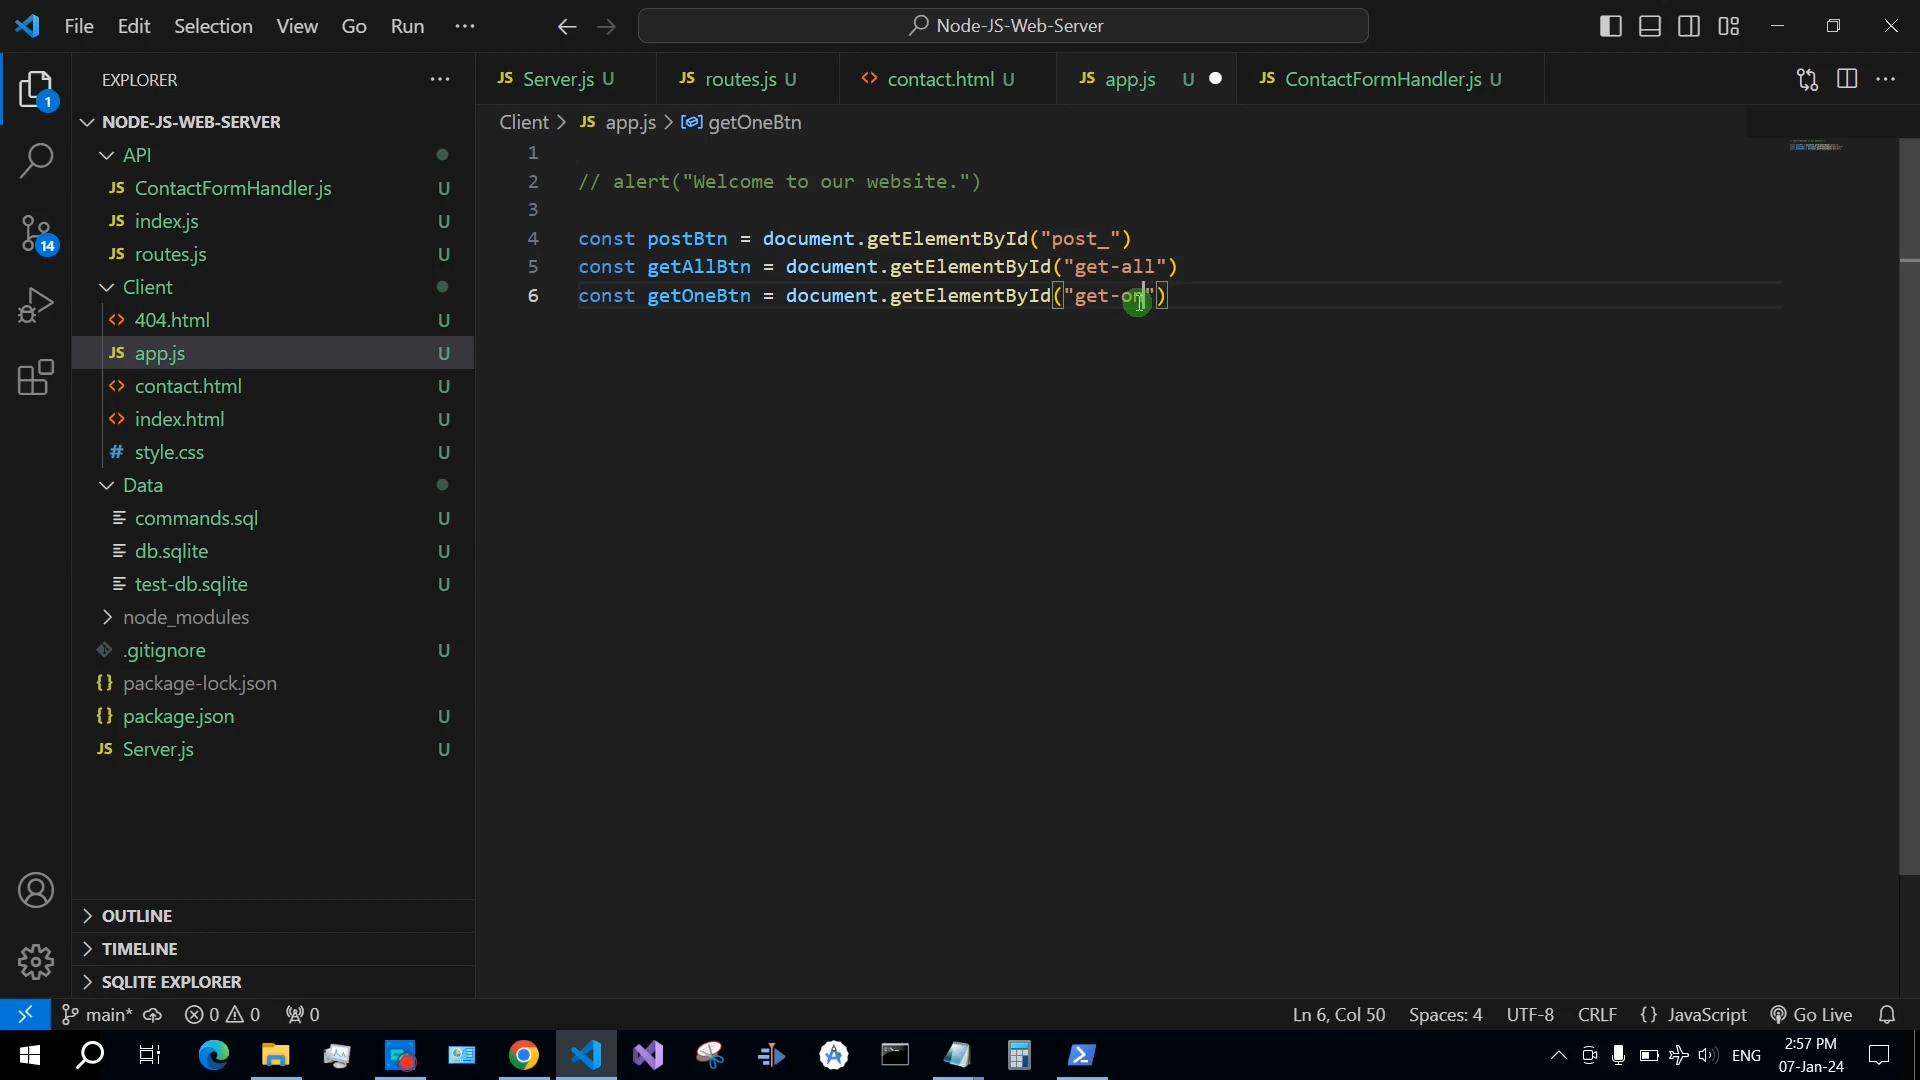 File Edit Selection View Go Run ···
Node-JS-Web-Server
EXPLORER ···
JS Server.js U
JS routes.js U
<> contact.html U
JS app.js U
JS ContactFormHandler.js U
···
1
NODE-JS-WEB-SERVER
Client > JS app.js > getOneBtn
API
JS ContactFormHandler.js U
JS index.js U
JS routes.js U
Client
<> 404.html U
JS app.js U
<> contact.html U
<> index.html U
# style.css U
Data
commands.sql U
db.sqlite U
test-db.sqlite U
node_modules
.gitignore U
{} package-lock.json
{} package.json U
JS Server.js U
14
1
2 // alert("Welcome to our website.")
3
4 const postBtn = document.getElementById("post_")
5 const getAllBtn = document.getElementById("get-all")
6 const getOneBtn = document.getElementById("get-on")
OUTLINE
TIMELINE
SQLITE EXPLORER
main* 0 0 0
Ln 6, Col 50 Spaces: 4 UTF-8 CRLF {} JavaScript Go Live
ENG
2:57 PM
07-Jan-24